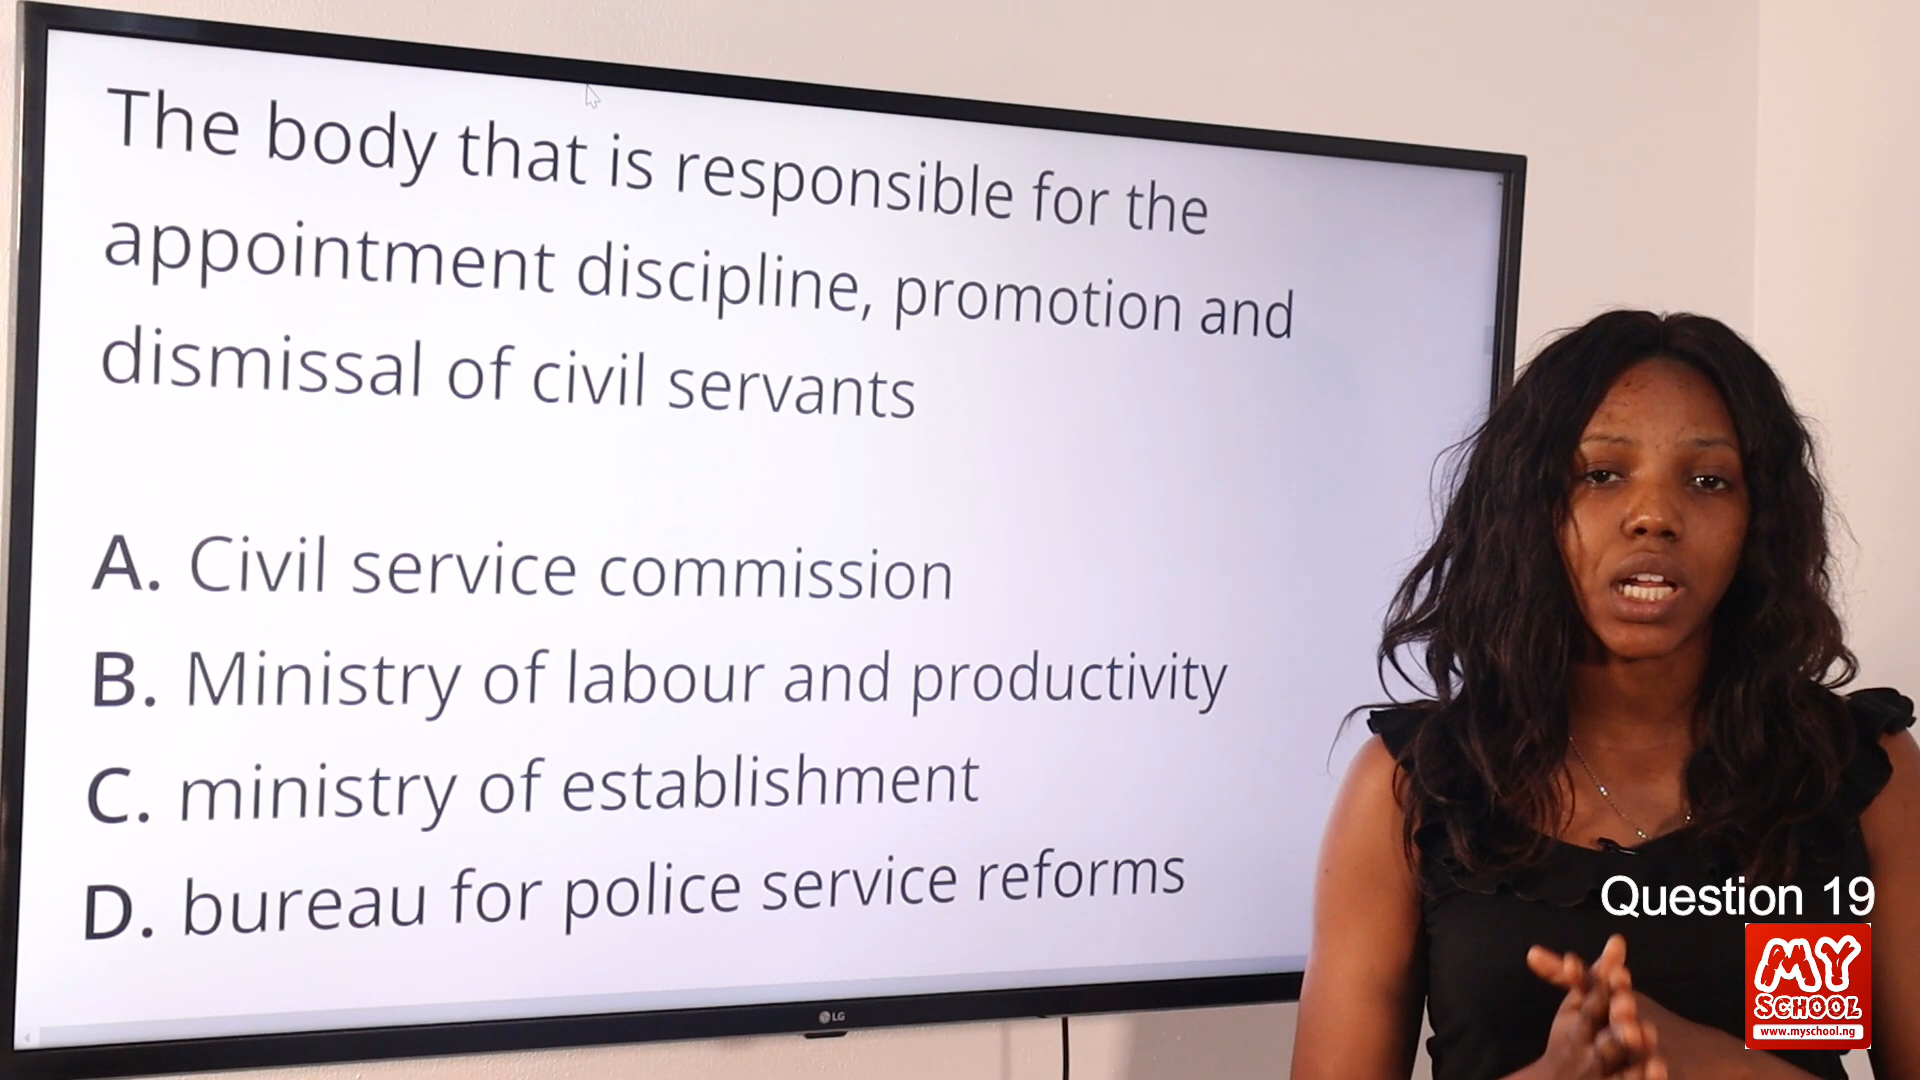 The body that is responsible for the
appointment discipline, promotion and
dismissal of civil servants
A. Civil service commission
B. Ministry of labour and productivity
C. ministry of establishment
D. bureau for police service reforms
LG
Question 19
MY
SCHOOL
www.myschool.ng